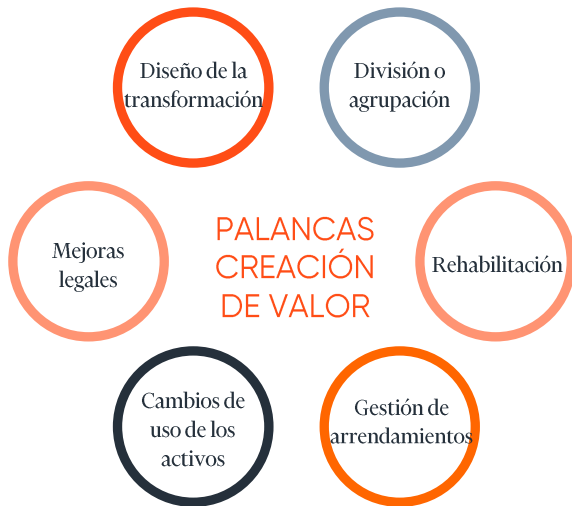 Diseño de la
transformación
División o
agrupación
Mejoras
legales
PALANCAS
CREACIÓN
DE VALOR
Rehabilitación
Cambios de
uso de los
activos
Gestión de
arrendamientos